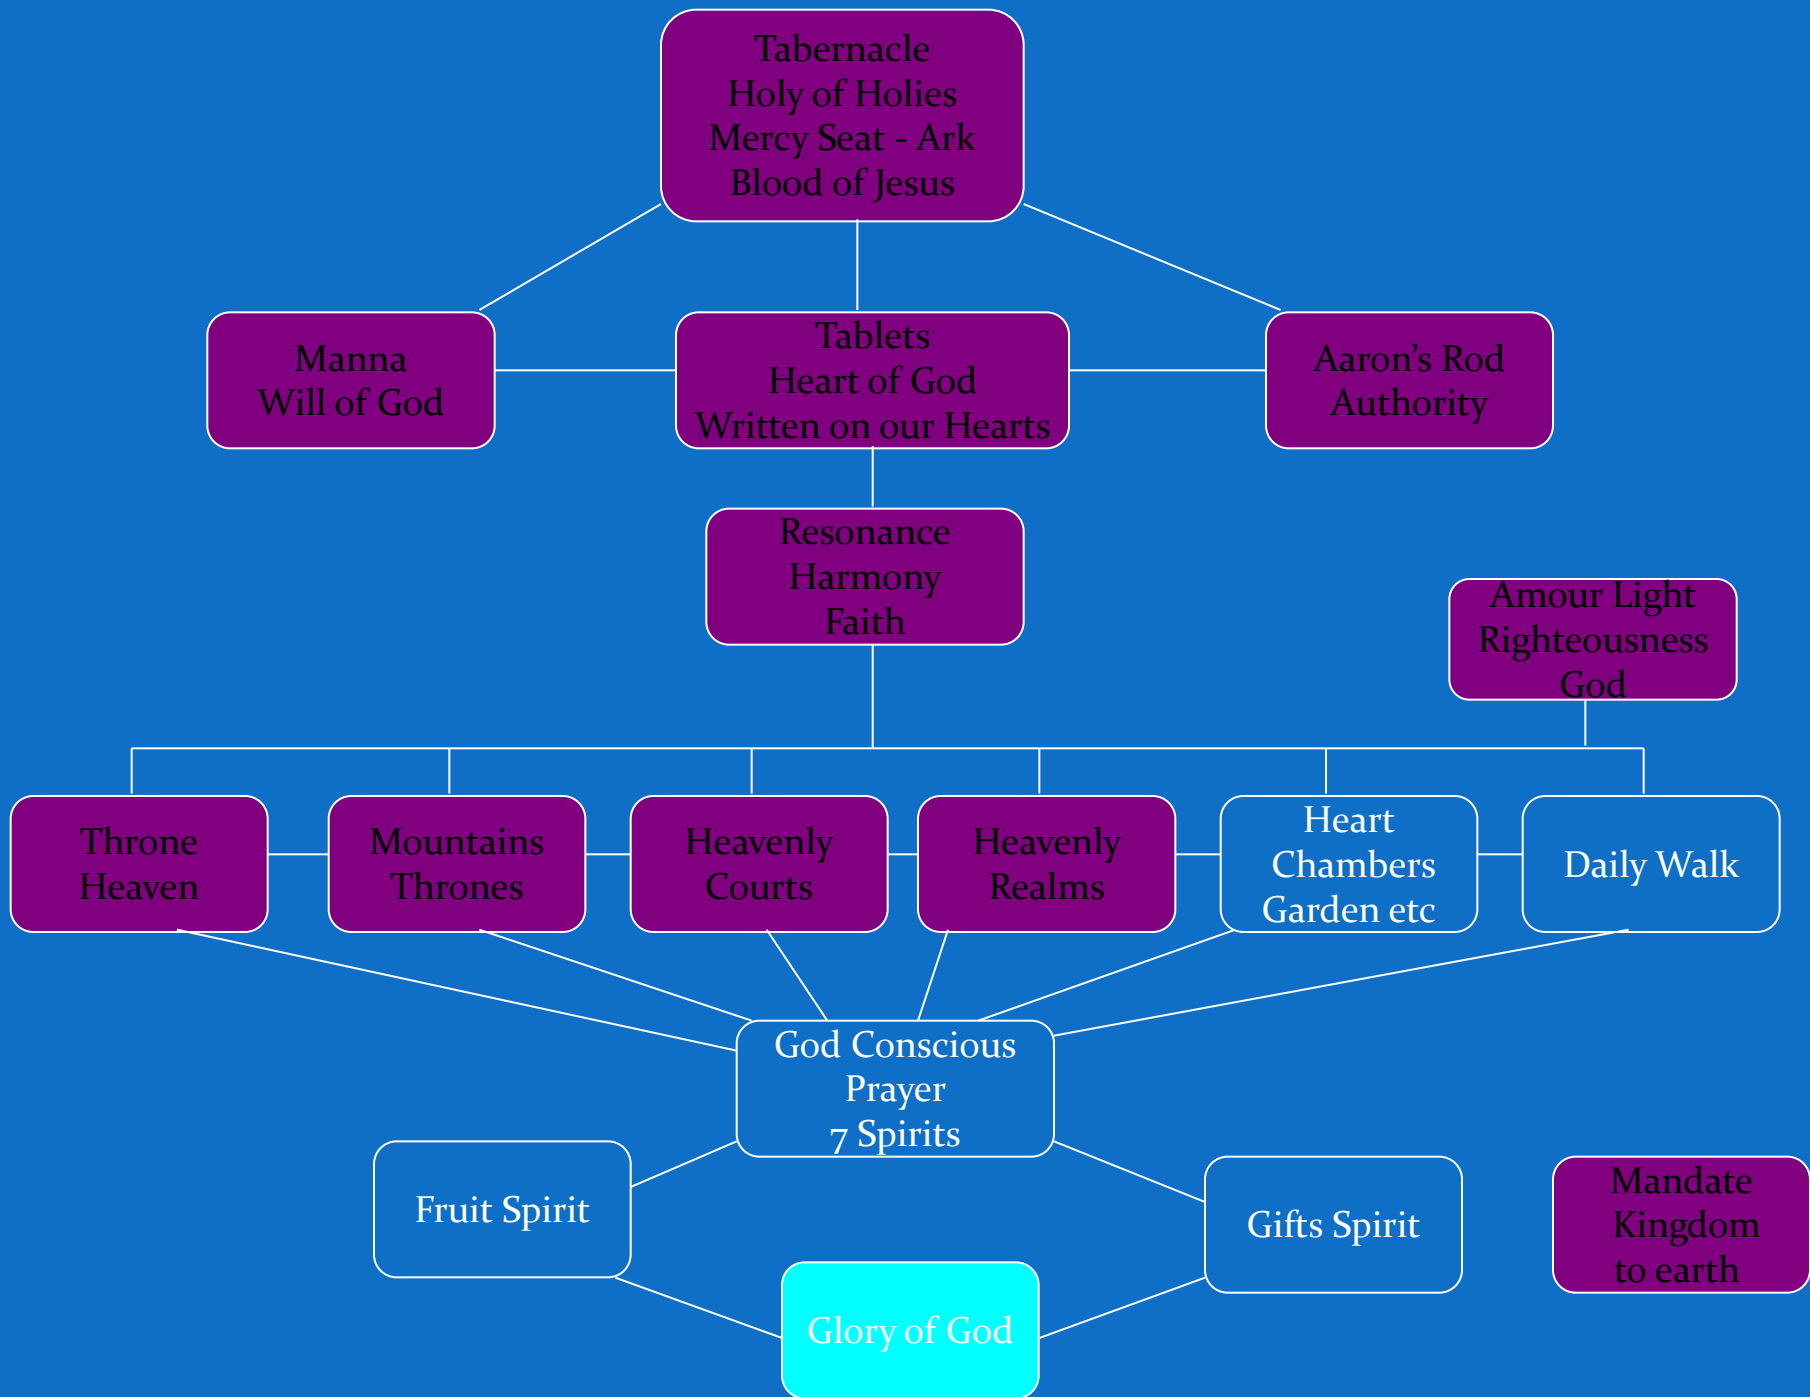 Tabernacle
Holy of Holies
Mercy Seat - Ark
Blood of Jesus
Manna
Will of God
Tablets
Heart of God
Written on our Hearts
Aaron’s Rod
Authority
Resonance
Harmony
Faith
Amour Light
Righteousness
God
Throne
Heaven
Mountains
Thrones
Heavenly
Courts
Heavenly
Realms
Heart
Chambers
Garden etc
Daily Walk
God Conscious
Prayer
7 Spirits
Fruit Spirit
Gifts Spirit
Mandate
Kingdom
to earth
Glory of God